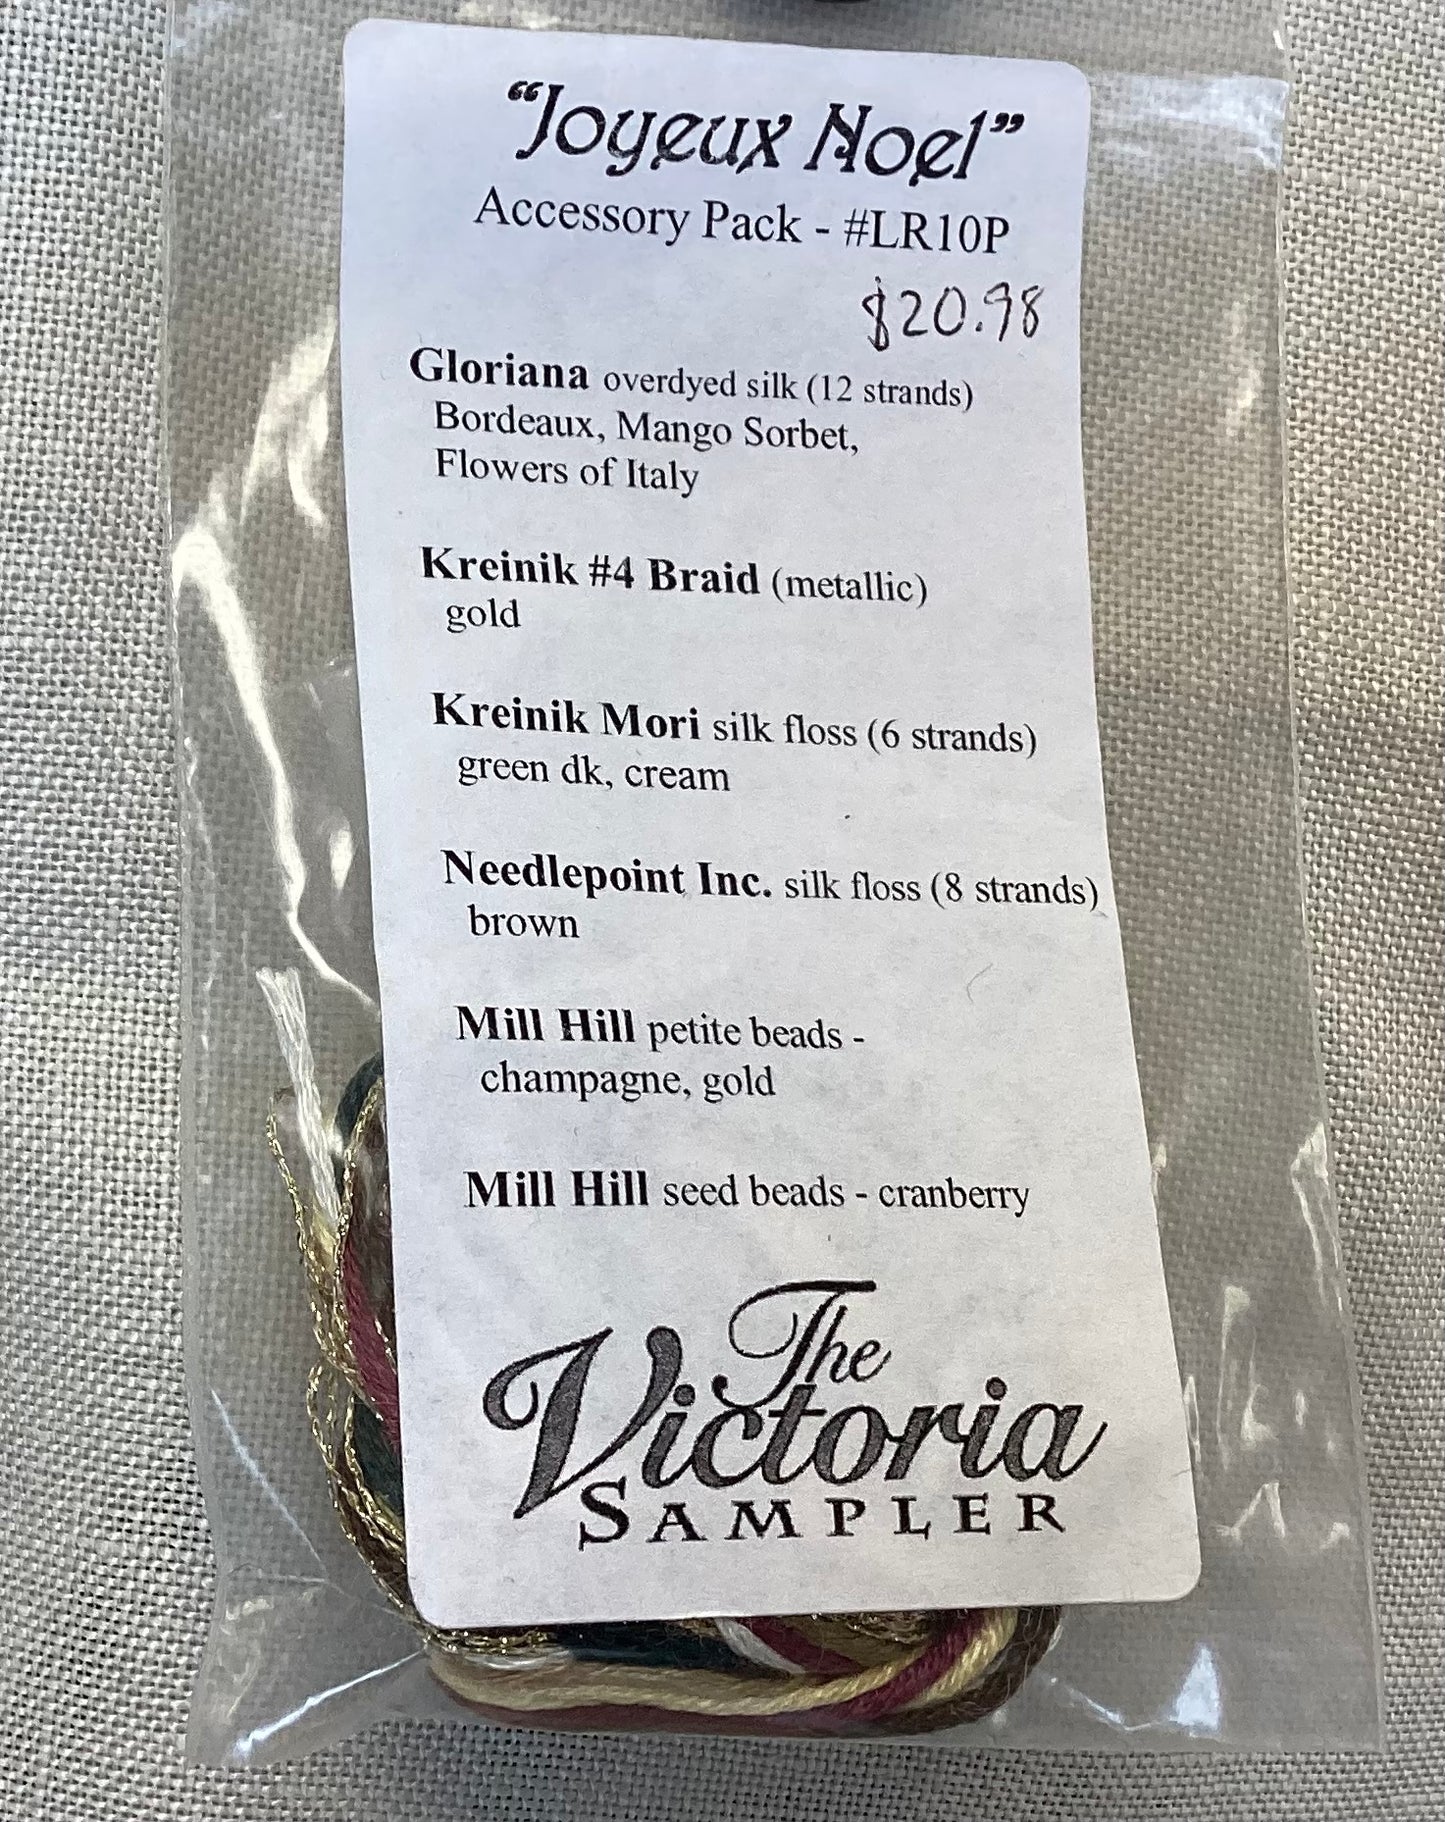 “Joyeux Noel”
Accessory Pack - #LR10P
$20.98
Gloriana overdyed silk (12 strands)
Bordeaux, Mango Sorbet,
Flowers of Italy
Kreinik #4 Braid (metallic)
gold
Kreinik Mori silk floss (6 strands)
green dk, cream
Needlepoint Inc. silk floss (8 strands)
brown
Mill Hill petite beads -
champagne, gold
Mill Hill seed beads - cranberry
The
Victoria
SAMPLER